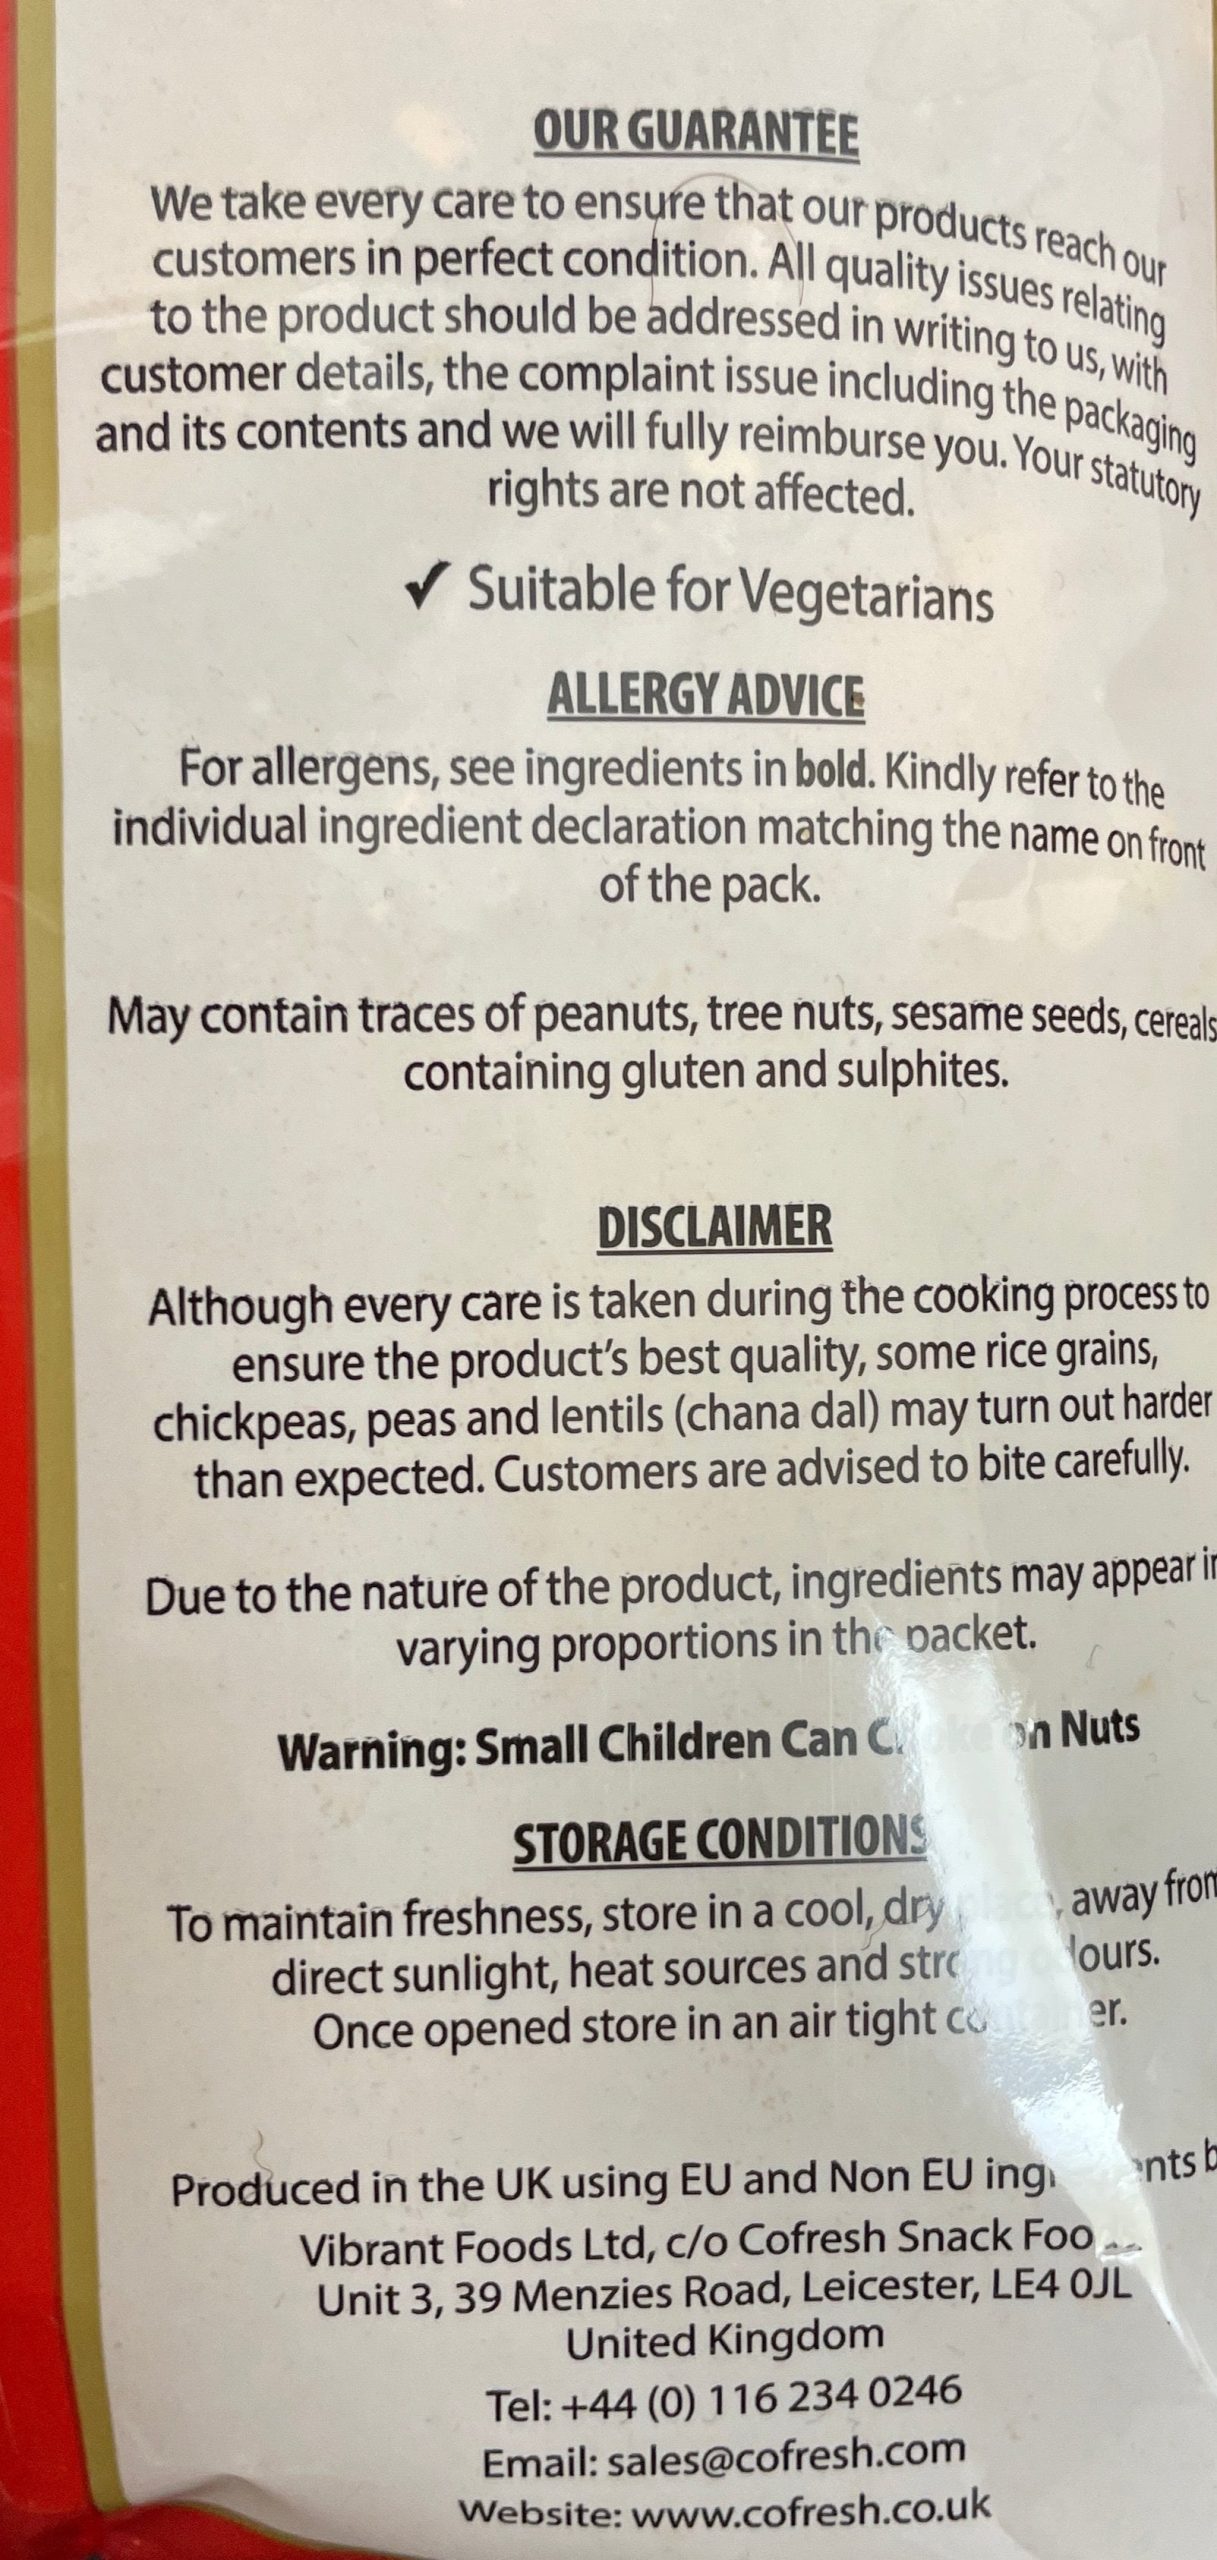 OUR GUARANTEE
We take every care to ensure that our products reach our
customers in perfect condition. All quality issues relating
to the product should be addressed in writing to us, with
customer details, the complaint issue including the packaging
and its contents and we will fully reimburse you. Your statutory
rights are not affected.
✓ Suitable for Vegetarians
ALLERGY ADVICE
For allergens, see ingredients in bold. Kindly refer to the
individual ingredient declaration matching the name on front
of the pack.
May contain traces of peanuts, tree nuts, sesame seeds, cereals
containing gluten and sulphites.
DISCLAIMER
Although every care is taken during the cooking process to
ensure the product's best quality, some rice grains,
chickpeas, peas and lentils (chana dal) may turn out harder
than expected. Customers are advised to bite carefully.
Due to the nature of the product, ingredients may appear in
varying proportions in the packet.
Warning: Small Children Can Choke on Nuts
STORAGE CONDITIONS
To maintain freshness, store in a cool, dry place, away from
direct sunlight, heat sources and strong odours.
Once opened store in an air tight container.
Produced in the UK using EU and Non EU ingredients
Vibrant Foods Ltd, c/o Cofresh Snack
Unit 3, 39 Menzies Road, Leicester, LE4 0JL
United Kingdom
Tel: +44 (0) 116 234 0246
Email: sales@cofresh.com
Website: www.cofresh.co.uk